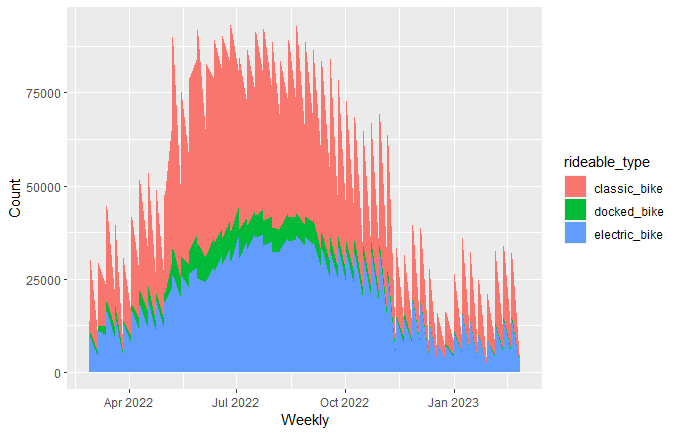 Count
75000
50000
25000
0
Apr 2022
Jul 2022
Oct 2022
Jan 2023
Weekly
rideable_type
classic_bike
docked_bike
electric_bike